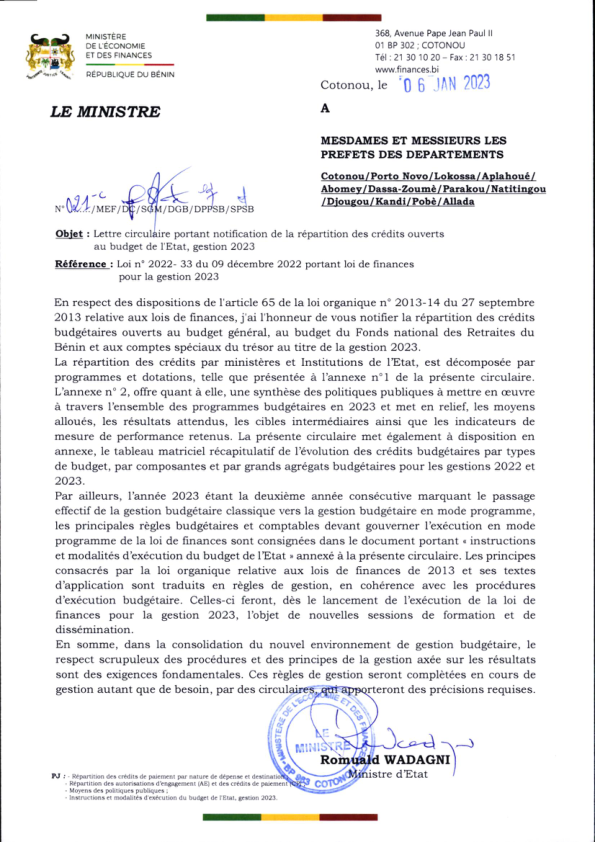 MINISTÈRE
DE L'ÉCONOMIE
ET DES FINANCES
RÉPUBLIQUE DU BÉNIN
368, Avenue Pape Jean Paul II
01 BP 302 ; COTONOU
Tél : 21 30 10 20 – Fax : 21 30 18 51
www.finances.bj
Cotonou, le 06 JAN 2023
LE MINISTRE
A
MESDAMES ET MESSIEURS LES
PREFETS DES DEPARTEMENTS
Cotonou/Porto Novo/Lokossa/Aplahoué/
Abomey/Dassa-Zoumè/Parakou/Natitingou
/Djougou/Kandi/Pobè/Allada
N° 021-c/MEF/DC/SGM/DGB/DPPSB/SPSB
Objet : Lettre circulaire portant notification de la répartition des crédits ouverts
au budget de l'Etat, gestion 2023
Référence : Loi n° 2022- 33 du 09 décembre 2022 portant loi de finances
pour la gestion 2023
En respect des dispositions de l'article 65 de la loi organique n° 2013-14 du 27 septembre
2013 relative aux lois de finances, j'ai l'honneur de vous notifier la répartition des crédits
budgétaires ouverts au budget général, au budget du Fonds national des Retraites du
Bénin et aux comptes spéciaux du trésor au titre de la gestion 2023.
La répartition des crédits par ministères et Institutions de l'Etat, est décomposée par
programmes et dotations, telle que présentée à l'annexe n°1 de la présente circulaire.
L'annexe n° 2, offre quant à elle, une synthèse des politiques publiques à mettre en œuvre
à travers l'ensemble des programmes budgétaires en 2023 et met en relief, les moyens
alloués, les résultats attendus, les cibles intermédiaires ainsi que les indicateurs de
mesure de performance retenus. La présente circulaire met également à disposition en
annexe, le tableau matriciel récapitulatif de l'évolution des crédits budgétaires par types
de budget, par composantes et par grands agrégats budgétaires pour les gestions 2022 et
2023.
Par ailleurs, l'année 2023 étant la deuxième année consécutive marquant le passage
effectif de la gestion budgétaire classique vers la gestion budgétaire en mode programme,
les principales règles budgétaires et comptables devant gouverner l'exécution en mode
programme de la loi de finances sont consignées dans le document portant « instructions
et modalités d'exécution du budget de l'Etat » annexé à la présente circulaire. Les principes
consacrés par la loi organique relative aux lois de finances de 2013 et ses textes
d'application sont traduits en règles de gestion, en cohérence avec les procédures
d'exécution budgétaire. Celles-ci feront, dès le lancement de l'exécution de la loi de
finances pour la gestion 2023, l'objet de nouvelles sessions de formation et de
dissémination.
En somme, dans la consolidation du nouvel environnement de gestion budgétaire, le
respect scrupuleux des procédures et des principes de la gestion axée sur les résultats
sont des exigences fondamentales. Ces règles de gestion seront complètées en cours de
gestion autant que de besoin, par des circulaires, qui apporteront des précisions requises.
MINISTÈRE DE L'ECONOMIE ET DES FINANCES
LE
MINISTRE
COTONOU
Romuald WADAGNI
Ministre d'Etat
PJ : - Répartition des crédits de paiement par nature de dépense et destination
- Répartition des autorisations d'engagement (AE) et des crédits de paiement
- Moyens des politiques publiques ;
- Instructions et modalités d'exécution du budget de l'Etat, gestion 2023.